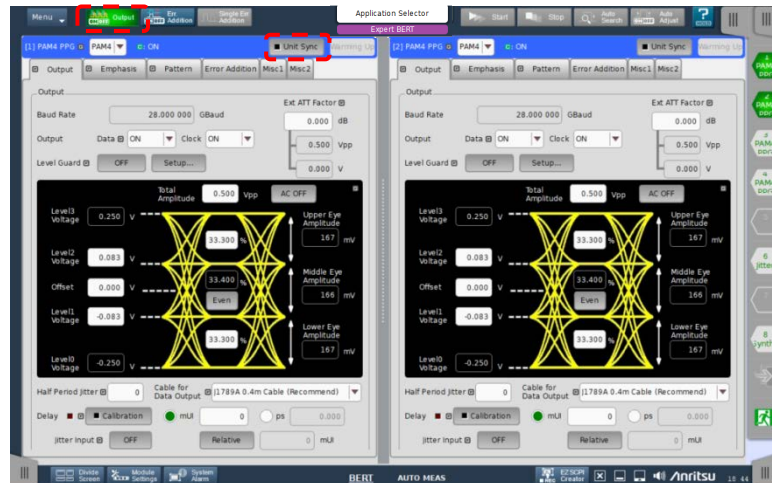 Menu Output Err. Addition Single Err Addition Application Selector Expert BERT Start Stop Auto Search Auto Adjust ?
[1] PAM4 PPG PAM4 C: ON Unit Sync Warming Up
Output Emphasis Pattern Error Addition Misc1 Misc2
Output
Ext ATT Factor
Baud Rate 28.000 000 GBaud 0.000 dB
Output Data ON Clock ON 0.500 Vpp
Level Guard OFF Setup... 0.000 V
Total Amplitude 0.500 Vpp AC OFF
Level3 Voltage 0.250 V Upper Eye Amplitude 167 mV
33.300 %
Level2 Voltage 0.083 V
Middle Eye Amplitude 166 mV
Offset 0.000 V 33.400 %
Even
Level1 Voltage -0.083 V
Lower Eye Amplitude 167 mV
33.300 %
Level0 Voltage -0.250 V
Half Period Jitter 0 Cable for Data Output J1789A 0.4m Cable (Recommend)
Delay Calibration mUI 0 ps 0.000
Jitter Input OFF Relative 0 mUI
[2] PAM4 PPG PAM4 C: ON Unit Sync Warming Up
Output Emphasis Pattern Error Addition Misc1 Misc2
Output
Ext ATT Factor
Baud Rate 28.000 000 GBaud 0.000 dB
Output Data ON Clock ON 0.500 Vpp
Level Guard OFF Setup... 0.000 V
Total Amplitude 0.500 Vpp AC OFF
Level3 Voltage 0.250 V Upper Eye Amplitude 167 mV
33.300 %
Level2 Voltage 0.083 V
Middle Eye Amplitude 166 mV
Offset 0.000 V 33.400 %
Even
Level1 Voltage -0.083 V
Lower Eye Amplitude 167 mV
33.300 %
Level0 Voltage -0.250 V
Half Period Jitter 0 Cable for Data Output J1789A 0.4m Cable (Recommend)
Delay Calibration mUI 0 ps 0.000
Jitter Input OFF Relative 0 mUI
PAM4
PAM4
PAM4
PAM4
6
Jitter
8
Synth
Divide Screen Module Settings System Alarm BERT AUTO MEAS EZSCPI Creator Anritsu 18 44